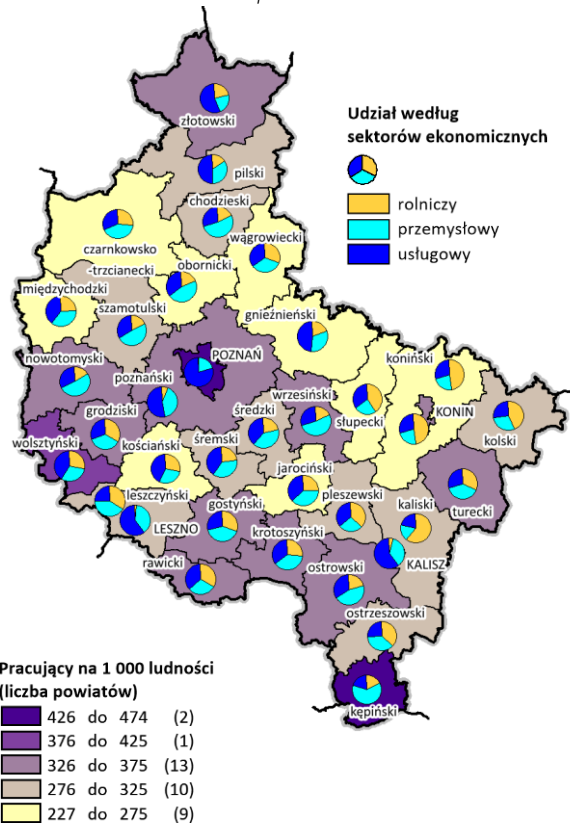 złotowski
Udział według
sektorów ekonomicznych
pilski
chodzieski
rolniczy
przemysłowy
usługowy
wągrowiecki
czarnkowsko
-trzcianecki
obornicki
międzychodzki
szamotulski
gnieźnieński
nowotomyski
POZNAŃ
koniński
poznański
wrzesiński
grodziski
średzki
słupecki
KONIN
wolsztyński
kolski
kościański
śremski
jarociński
leszczyński
pleszewski
kaliski
turecki
LESZNO
gostyński
krotoszyński
rawicki
ostrowski
KALISZ
ostrzeszowski
Pracujący na 1 000 ludności
(liczba powiatów)
426 do 474 (2)
376 do 425 (1)
326 do 375 (13)
276 do 325 (10)
227 do 275 (9)
kępiński